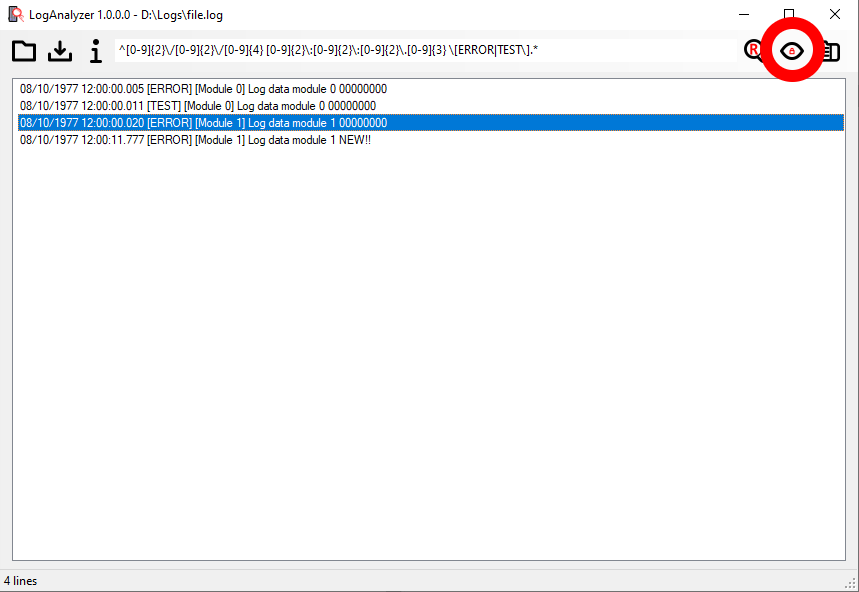 LogAnalyzer 1.0.0.0 - D:\Logs\file.log
^[0-9]{2}\/[0-9]{2}\/[0-9]{4} [0-9]{2}\:[0-9]{2}\:[0-9]{2}\.[0-9]{3} \[ERROR|TEST\].*
R
08/10/1977 12:00:00.005 [ERROR] [Module 0] Log data module 0 00000000
08/10/1977 12:00:00.011 [TEST] [Module 0] Log data module 0 00000000
08/10/1977 12:00:00.020 [ERROR] [Module 1] Log data module 1 00000000
08/10/1977 12:00:11.777 [ERROR] [Module 1] Log data module 1 NEW!!
4 lines